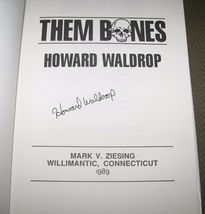 THEM BONES
HOWARD WALDROP
Howard Waldrop
MARK V. ZIESING
WILLIMANTIC, CONNECTICUT
1989